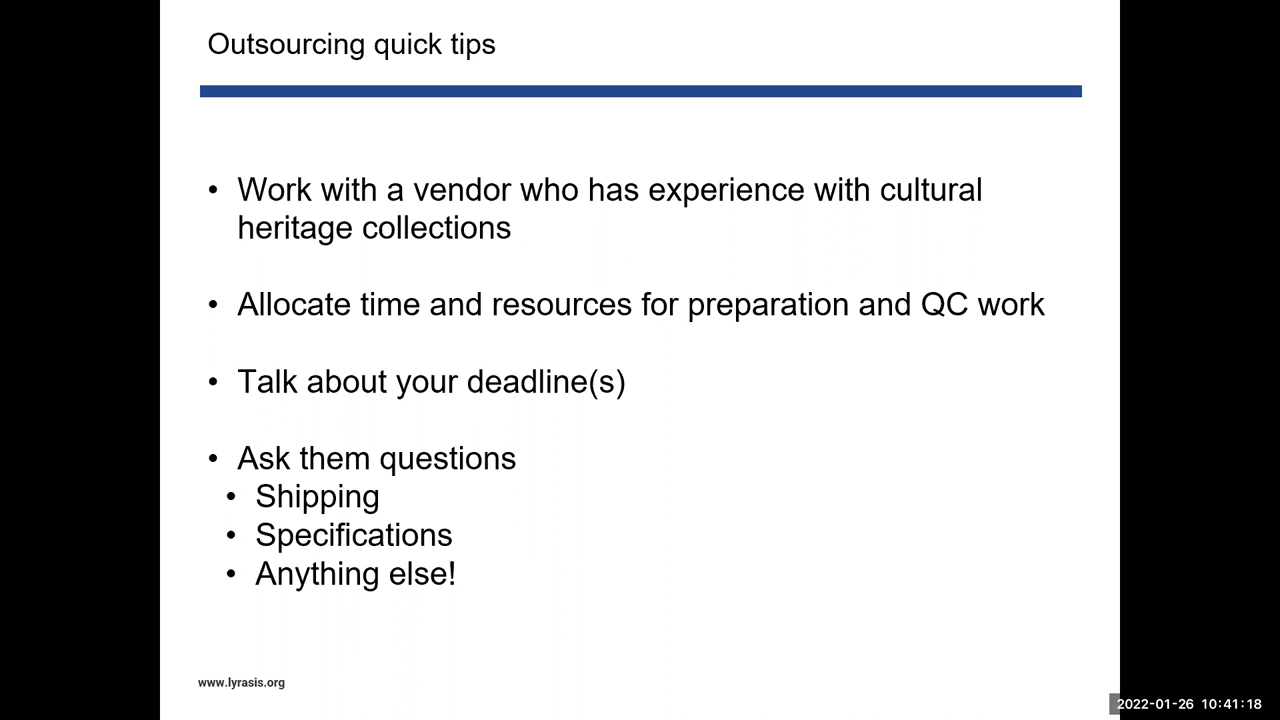 Outsourcing quick tips
• Work with a vendor who has experience with cultural
heritage collections
• Allocate time and resources for preparation and QC work
• Talk about your deadline(s)
• Ask them questions
• Shipping
• Specifications
• Anything else!
www.lyrasis.org
2022-01-26 10:41:18